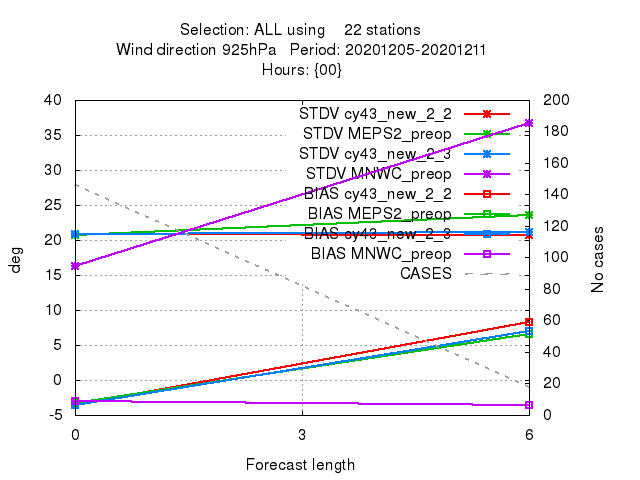 Selection: ALL using    22 stations
Wind direction 925hPa   Period: 20201205-20201211
Hours: {00}
40
35
30
25
20
15
10
5
0
-5
deg
200
180
160
140
120
100
80
60
40
20
0
No cases
STDV cy43_new_2_2
STDV MEPS2_preop
STDV cy43_new_2_3
STDV MNWC_preop
BIAS cy43_new_2_2
BIAS MEPS2_preop
BIAS cy43_new_2_3
BIAS MNWC_preop
CASES
0 3 6
Forecast length